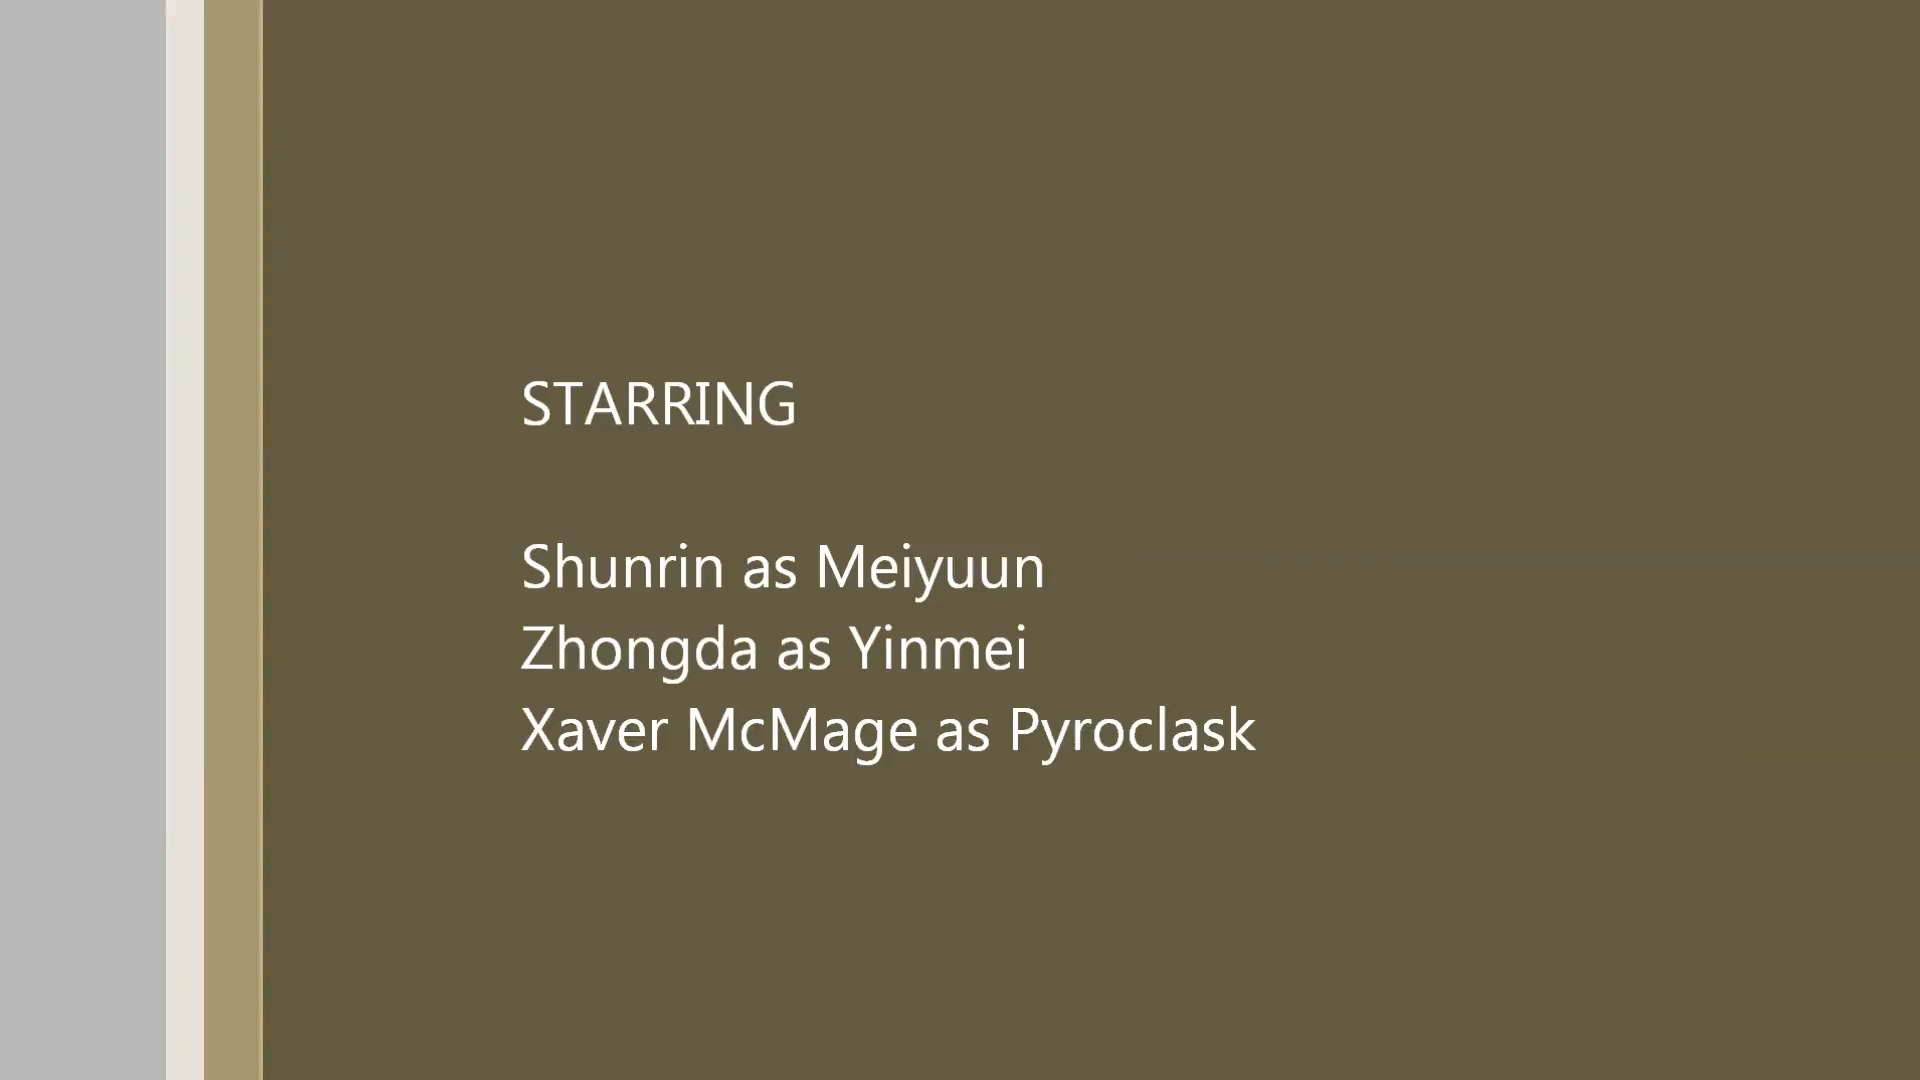 STARRING
Shunrin as Meiyuun
Zhongda as Yinmei
Xaver McMage as Pyroclask